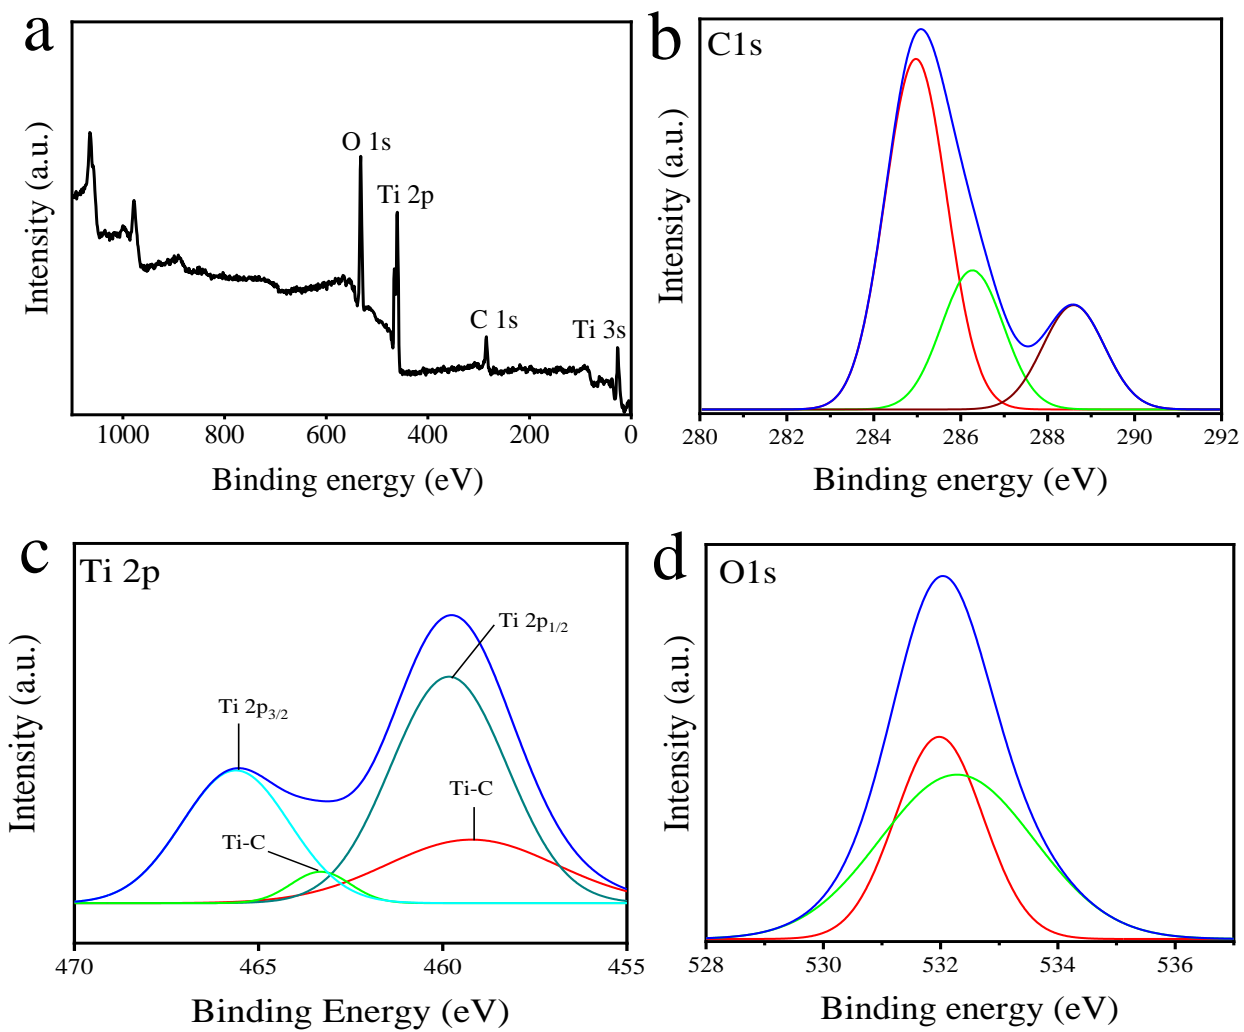 a
O 1s
Ti 2p
C 1s
Ti 3s
Intensity (a.u.)
1000 800 600 400 200 0
Binding energy (eV)
b
C1s
Intensity (a.u.)
280 282 284 286 288 290 292
Binding energy (eV)
c
Ti 2p
Ti 2p1/2
Ti 2p3/2
Ti-C
Ti-C
Intensity (a.u.)
470 465 460 455
Binding Energy (eV)
d
O1s
Intensity (a.u.)
528 530 532 534 536
Binding energy (eV)